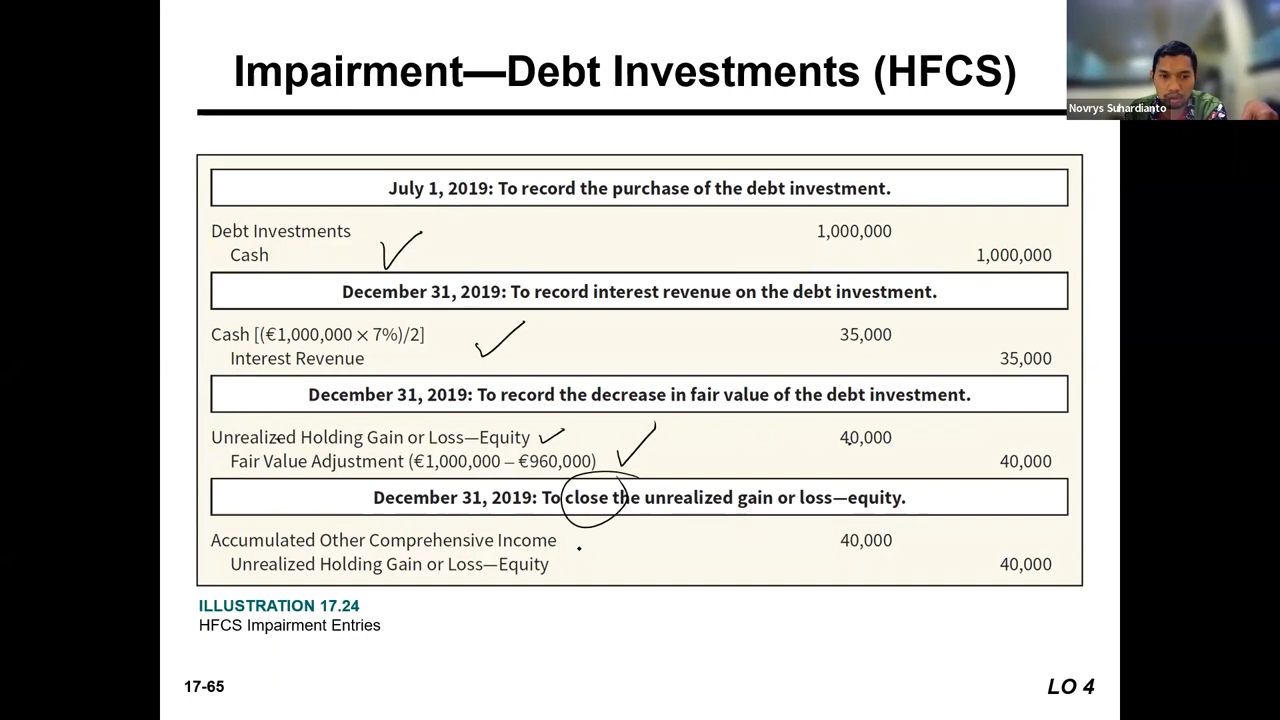 Impairment—Debt Investments (HFCS)
Novrys Suhardianto
July 1, 2019: To record the purchase of the debt investment.
Debt Investments 1,000,000
Cash 1,000,000
December 31, 2019: To record interest revenue on the debt investment.
Cash [(€1,000,000 × 7%)/2] 35,000
Interest Revenue 35,000
December 31, 2019: To record the decrease in fair value of the debt investment.
Unrealized Holding Gain or Loss—Equity 40,000
Fair Value Adjustment (€1,000,000 – €960,000) 40,000
December 31, 2019: To close the unrealized gain or loss—equity.
Accumulated Other Comprehensive Income 40,000
Unrealized Holding Gain or Loss—Equity 40,000
ILLUSTRATION 17.24
HFCS Impairment Entries
17-65
LO 4